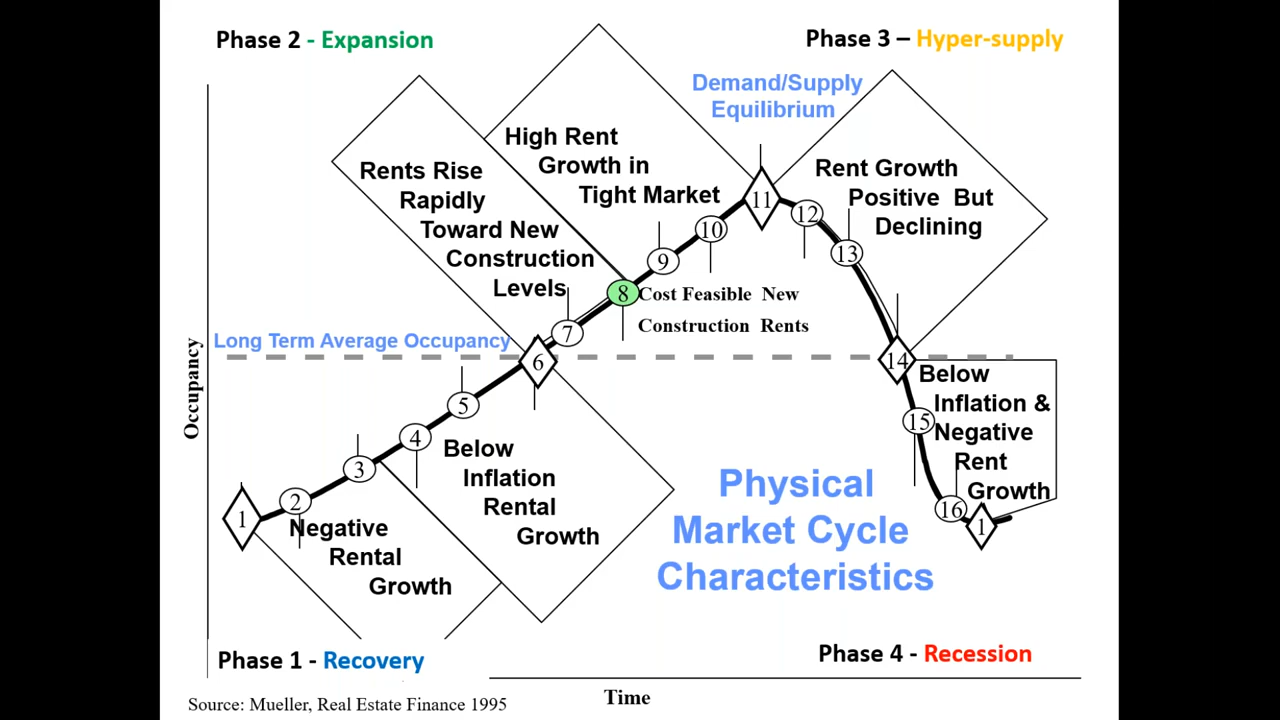 Phase 2 - Expansion
Phase 3 – Hyper-supply
Demand/Supply
Equilibrium
High Rent
Growth in
Tight Market
Rents Rise
Rapidly
Toward New
Construction
Levels
Rent Growth
Positive But
Declining
11
12
10
13
9
8
Cost Feasible New
Construction Rents
7
Long Term Average Occupancy
6
14
Occupancy
Below
Inflation &
Negative
Rent
Growth
5
15
4
Below
Inflation
Rental
Growth
3
2
1
Negative
Rental
Growth
16
1
Physical
Market Cycle
Characteristics
Phase 1 - Recovery
Phase 4 - Recession
Time
Source: Mueller, Real Estate Finance 1995